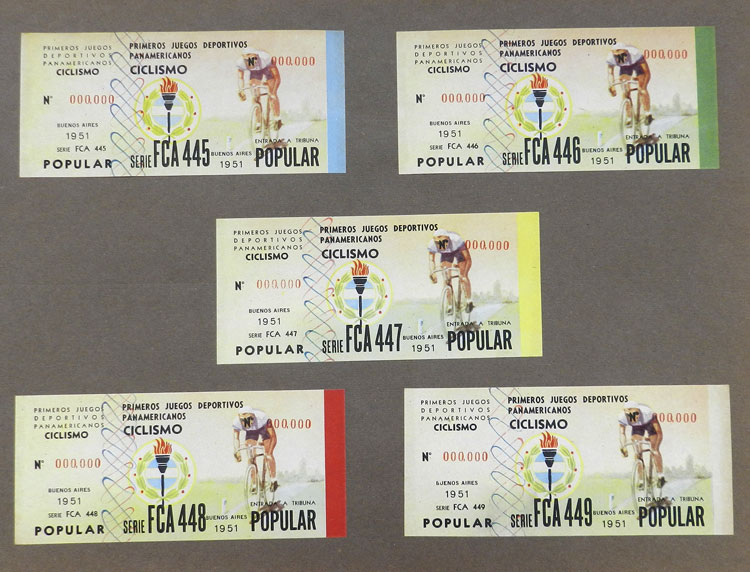 PRIMEROS JUEGOS
DEPORTIVOS
PANAMERICANOS
CICLISMO
Nº 000.000
BUENOS AIRES
1951
SERIE FCA 445
POPULAR
PRIMEROS JUEGOS DEPORTIVOS
PANAMERICANOS
CICLISMO
Nº 000.000
ENTRADA A TRIBUNA
SERIE FCA 445 BUENOS AIRES 1951 POPULAR
PRIMEROS JUEGOS
DEPORTIVOS
PANAMERICANOS
CICLISMO
Nº 000.000
BUENOS AIRES
1951
SERIE FCA 446
POPULAR
PRIMEROS JUEGOS DEPORTIVOS
PANAMERICANOS
CICLISMO
Nº 000.000
ENTRADA A TRIBUNA
SERIE FCA 446 BUENOS AIRES 1951 POPULAR
PRIMEROS JUEGOS
DEPORTIVOS
PANAMERICANOS
CICLISMO
Nº 000.000
BUENOS AIRES
1951
SERIE FCA 447
POPULAR
PRIMEROS JUEGOS DEPORTIVOS
PANAMERICANOS
CICLISMO
Nº 000.000
ENTRADA A TRIBUNA
SERIE FCA 447 BUENOS AIRES 1951 POPULAR
PRIMEROS JUEGOS
DEPORTIVOS
PANAMERICANOS
CICLISMO
Nº 000.000
BUENOS AIRES
1951
SERIE FCA 448
POPULAR
PRIMEROS JUEGOS DEPORTIVOS
PANAMERICANOS
CICLISMO
Nº 000.000
ENTRADA A TRIBUNA
SERIE FCA 448 BUENOS AIRES 1951 POPULAR
PRIMEROS JUEGOS
DEPORTIVOS
PANAMERICANOS
CICLISMO
Nº 000.000
BUENOS AIRES
1951
SERIE FCA 449
POPULAR
PRIMEROS JUEGOS DEPORTIVOS
PANAMERICANOS
CICLISMO
Nº 000.000
ENTRADA A TRIBUNA
SERIE FCA 449 BUENOS AIRES 1951 POPULAR